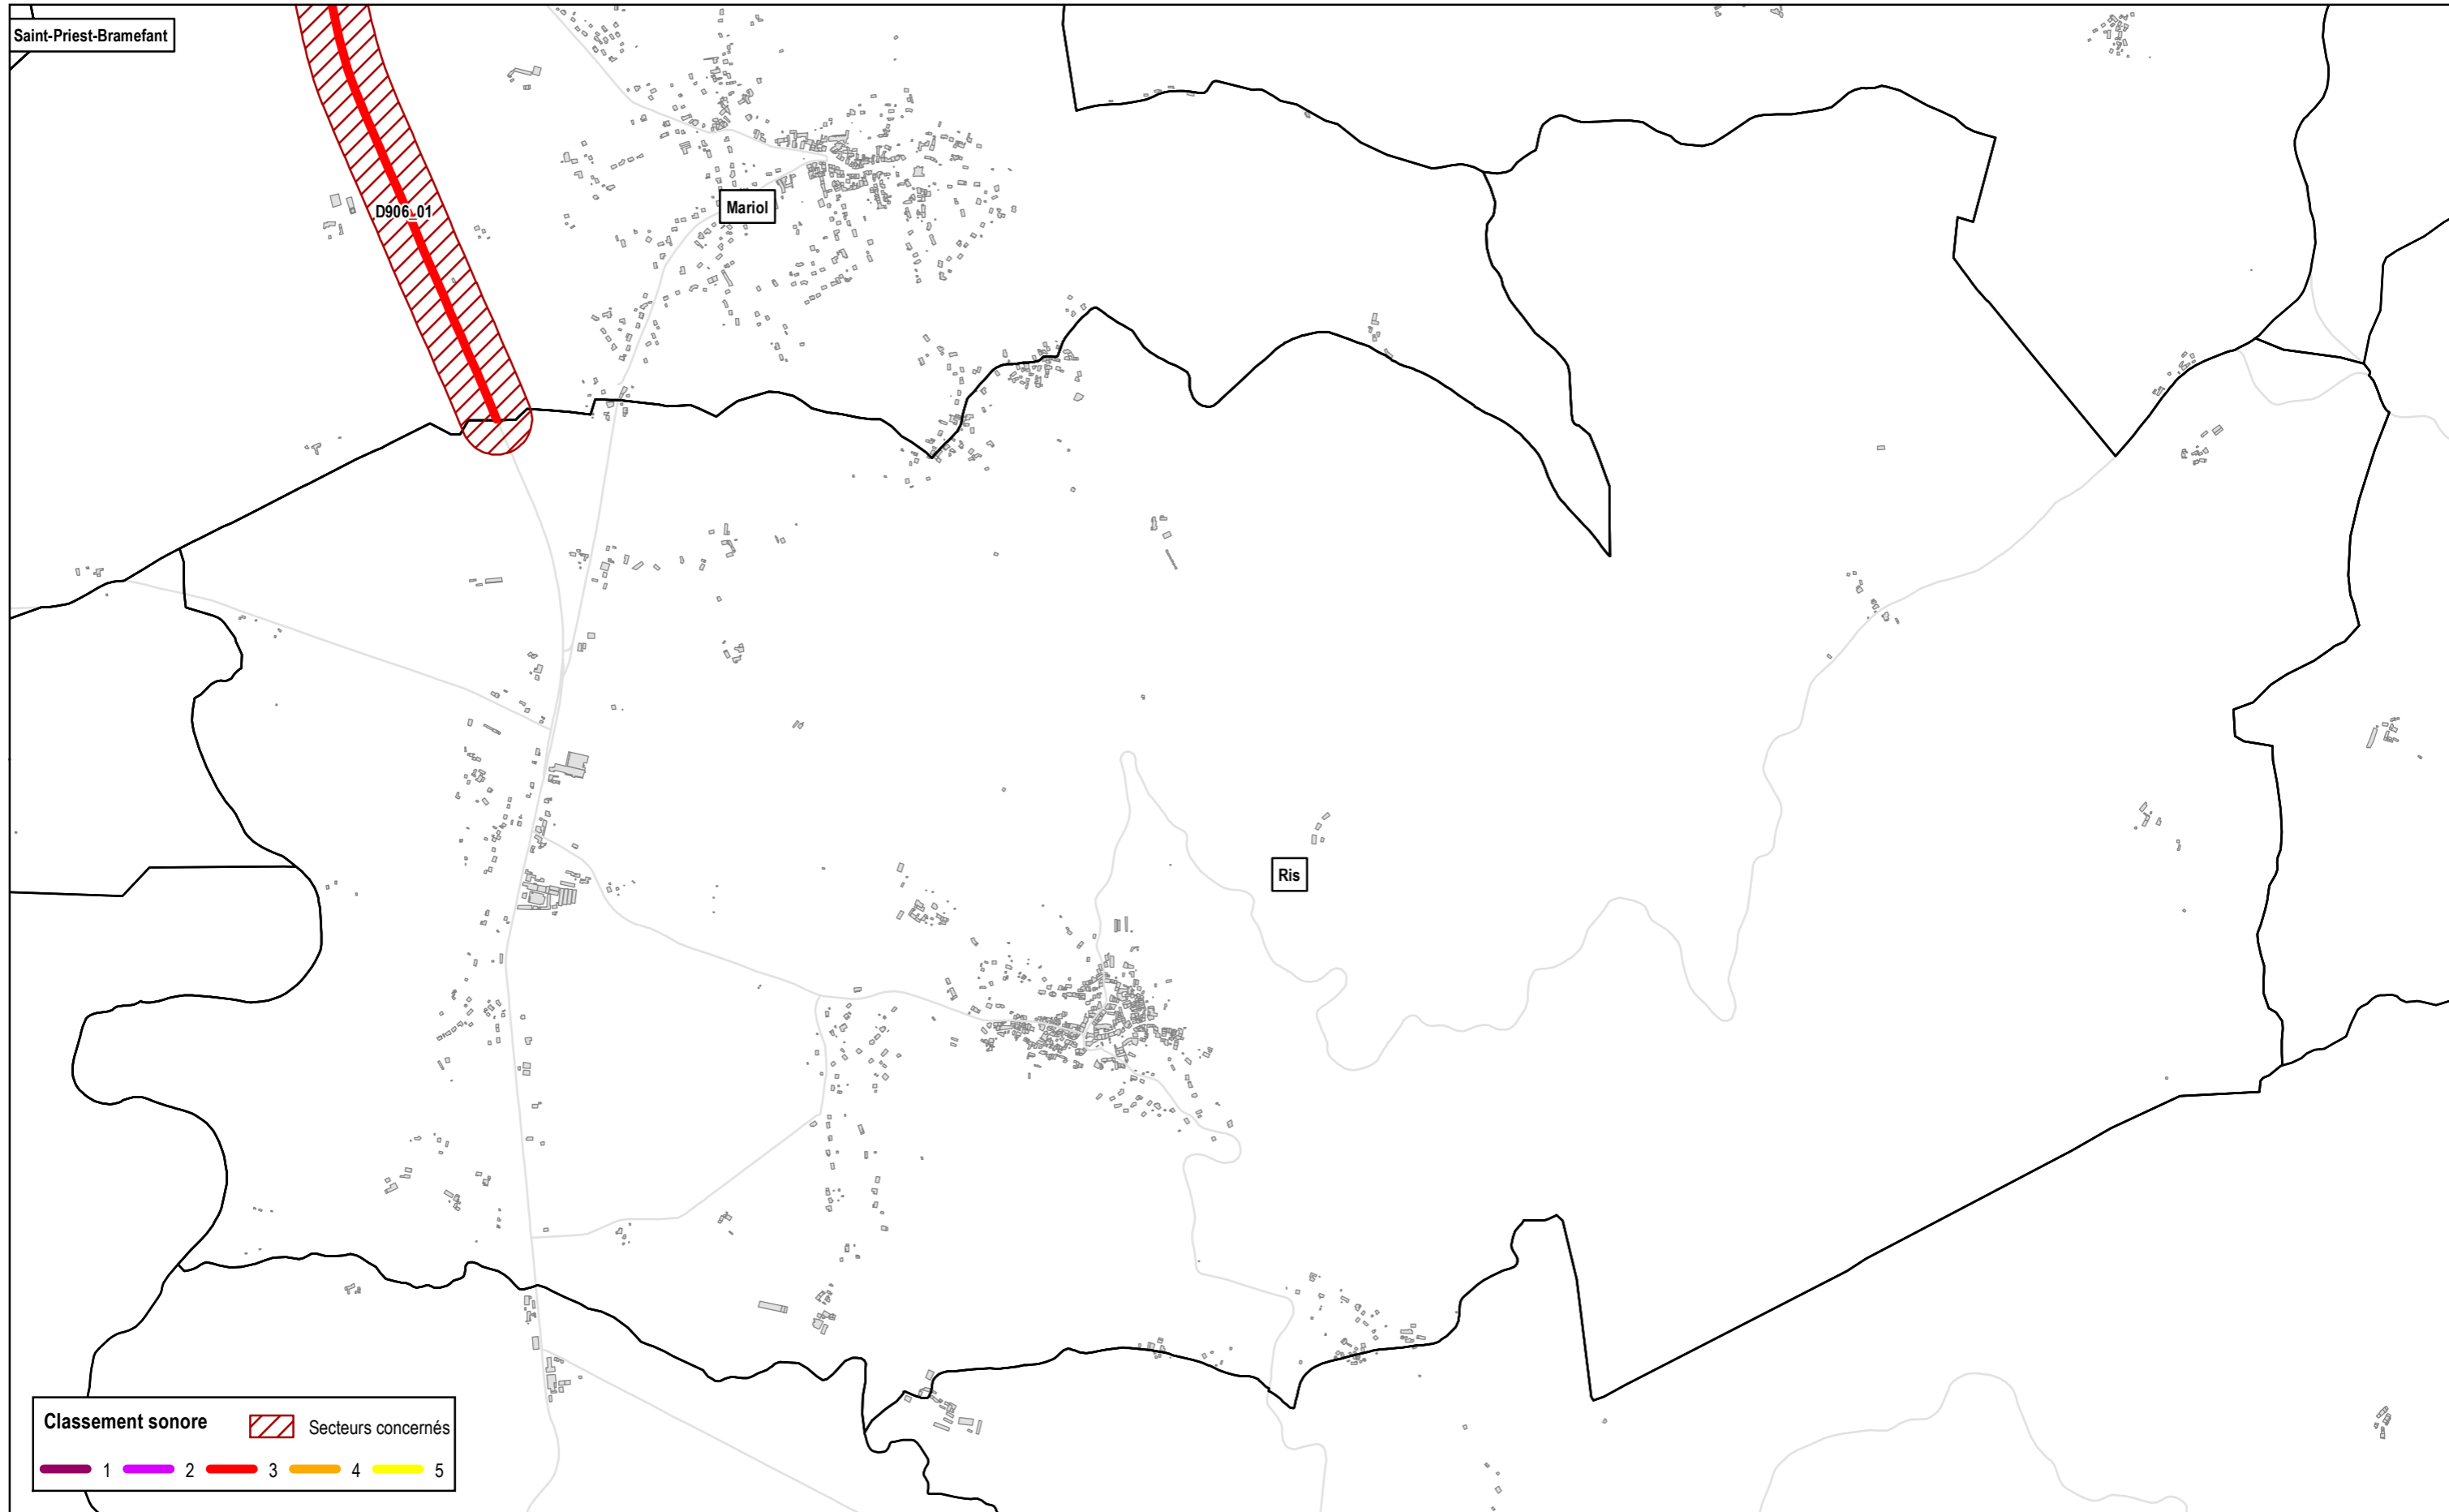 Saint-Priest-Bramefant
D906_01
Mariol
Ris
Classement sonore
Secteurs concernés
1 2 3 4 5